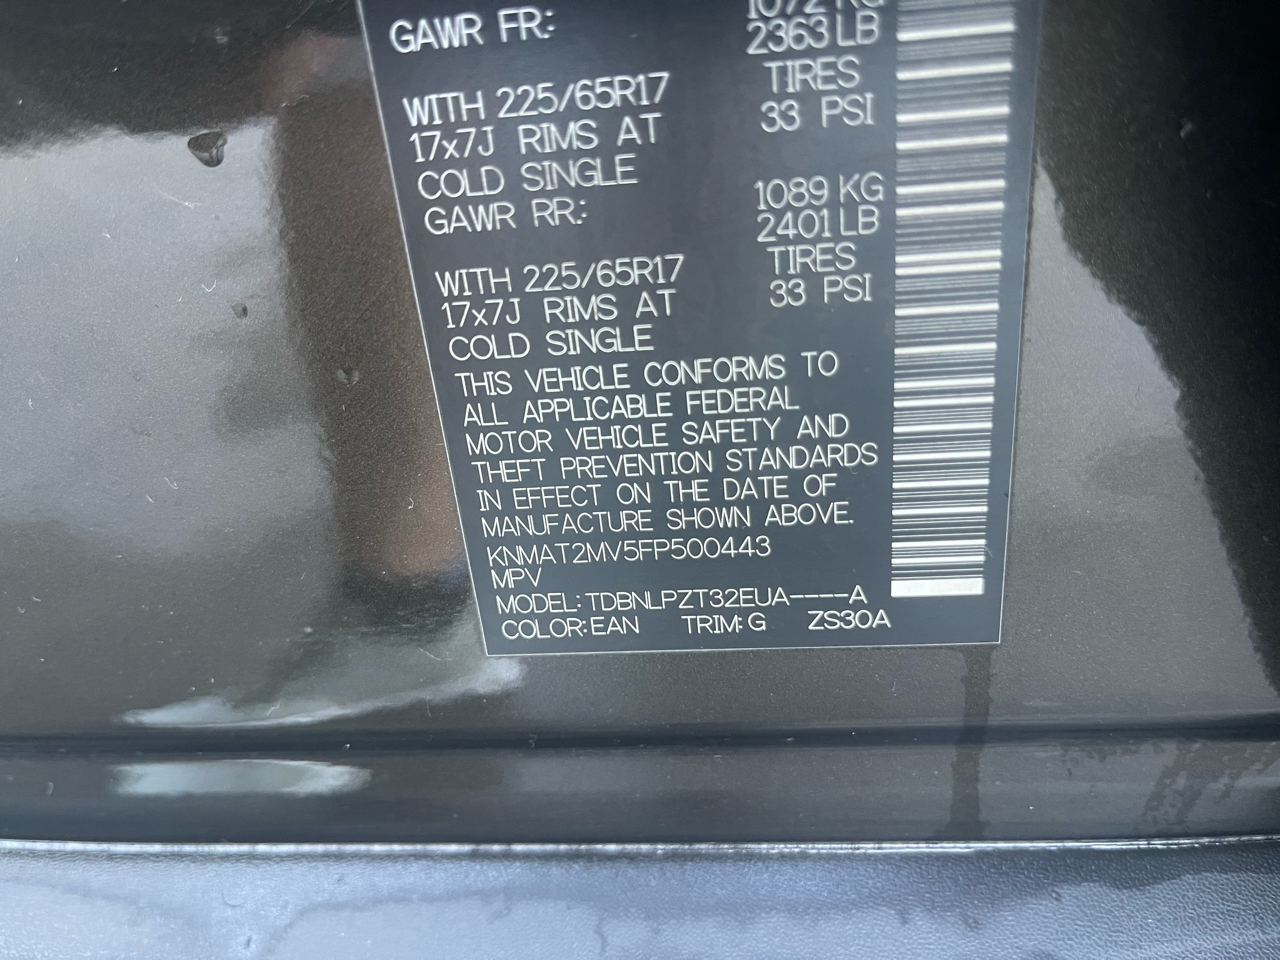 GAWR FR: 1072 KG
2363 LB
WITH 225/65R17 TIRES
17x7J RIMS AT 33 PSI
COLD SINGLE
GAWR RR: 1089 KG
2401 LB
WITH 225/65R17 TIRES
17x7J RIMS AT 33 PSI
COLD SINGLE
THIS VEHICLE CONFORMS TO
ALL APPLICABLE FEDERAL
MOTOR VEHICLE SAFETY AND
THEFT PREVENTION STANDARDS
IN EFFECT ON THE DATE OF
MANUFACTURE SHOWN ABOVE.
KNMAT2MV5FP500443
MPV
MODEL: TDBNLPZT32EUA----A
COLOR: EAN TRIM: G ZS30A